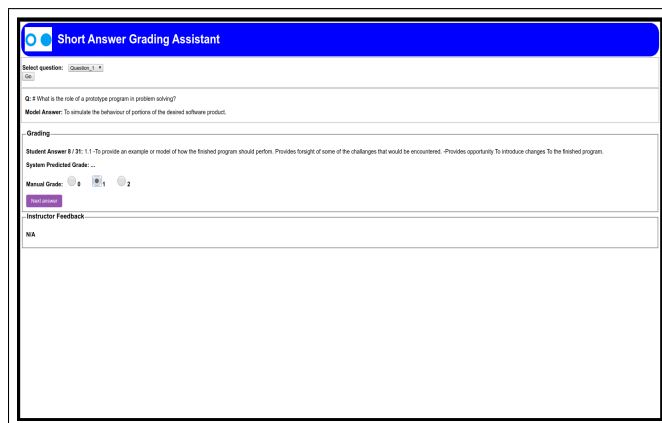 Short Answer Grading Assistant
Select question: Question_1
Go
Q: # What is the role of a prototype program in problem solving?
Model Answer: To simulate the behaviour of portions of the desired software product.
Grading
Student Answer 8 / 31: 1.1 -To provide an example or model of how the finished program should perfom. Provides forsight of some of the challanges that would be encountered. -Provides opportunity To introduce changes To the finished program.
System Predicted Grade: ...
Manual Grade: 0 1 2
Next answer
Instructor Feedback
N/A